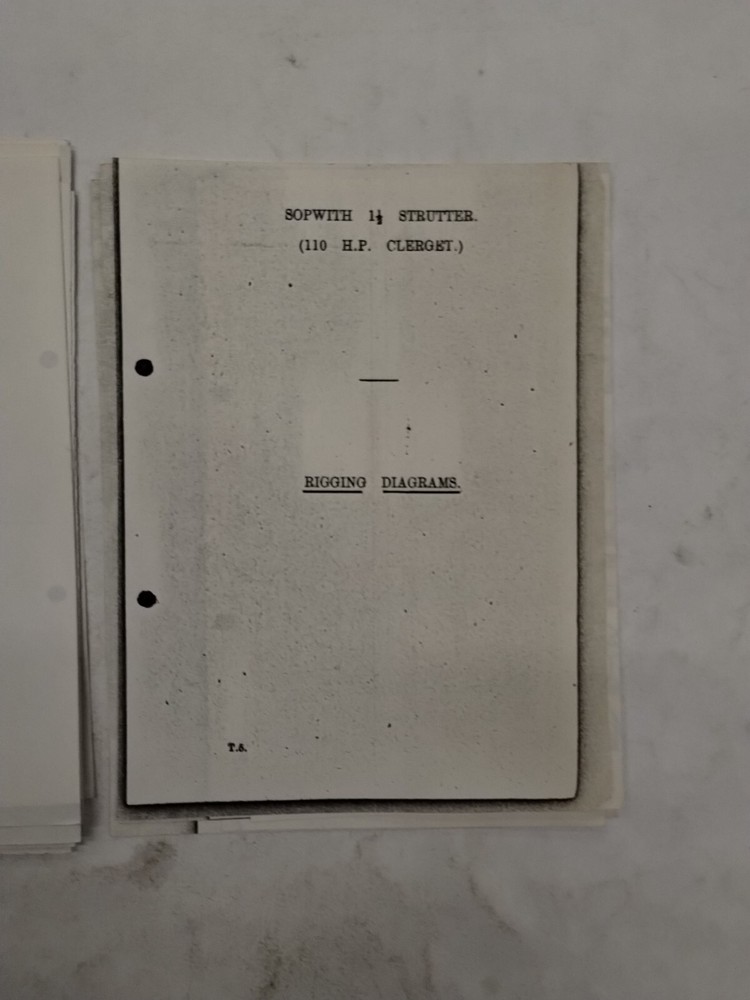 SOPWITH 1½ STRUTTER.
(110 H.P. CLERGET.)
RIGGING DIAGRAMS.
T.5.